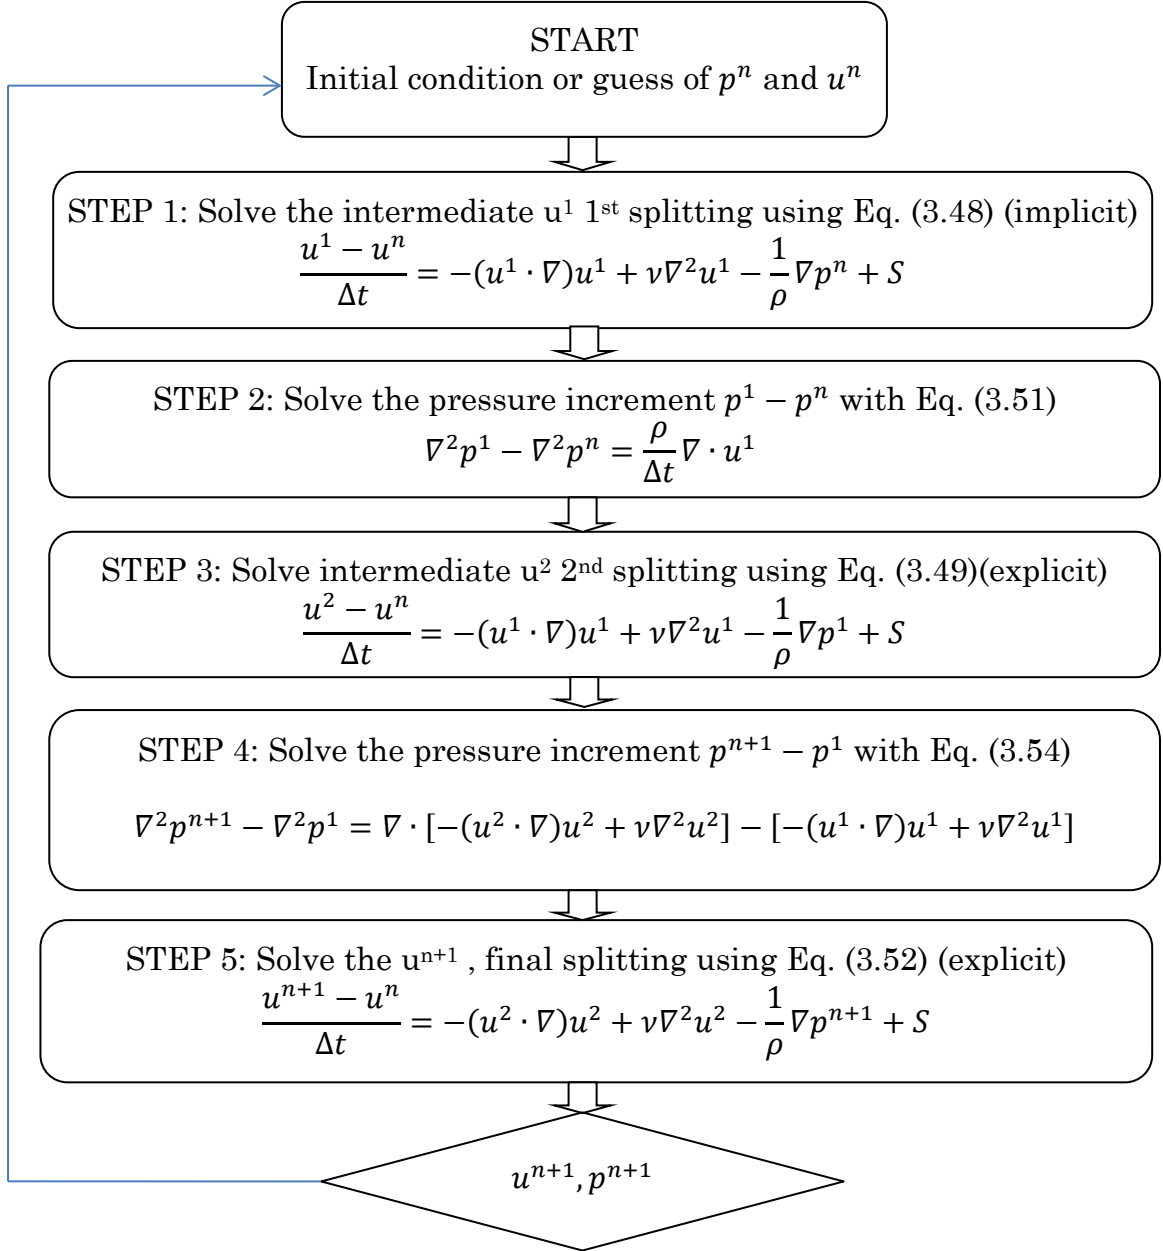 START
Initial condition or guess of pⁿ and uⁿ
STEP 1: Solve the intermediate u¹ 1ˢᵗ splitting using Eq. (3.48) (implicit)
(u¹ − uⁿ)/Δt = −(u¹ · ∇)u¹ + ν∇²u¹ − (1/ρ)∇pⁿ + S
STEP 2: Solve the pressure increment p¹ − pⁿ with Eq. (3.51)
∇²p¹ − ∇²pⁿ = (ρ/Δt)∇ · u¹
STEP 3: Solve intermediate u² 2ⁿᵈ splitting using Eq. (3.49)(explicit)
(u² − uⁿ)/Δt = −(u¹ · ∇)u¹ + ν∇²u¹ − (1/ρ)∇p¹ + S
STEP 4: Solve the pressure increment pⁿ⁺¹ − p¹ with Eq. (3.54)
∇²pⁿ⁺¹ − ∇²p¹ = ∇ · [−(u² · ∇)u² + ν∇²u²] − [−(u¹ · ∇)u¹ + ν∇²u¹]
STEP 5: Solve the uⁿ⁺¹ , final splitting using Eq. (3.52) (explicit)
(uⁿ⁺¹ − uⁿ)/Δt = −(u² · ∇)u² + ν∇²u² − (1/ρ)∇pⁿ⁺¹ + S
uⁿ⁺¹, pⁿ⁺¹